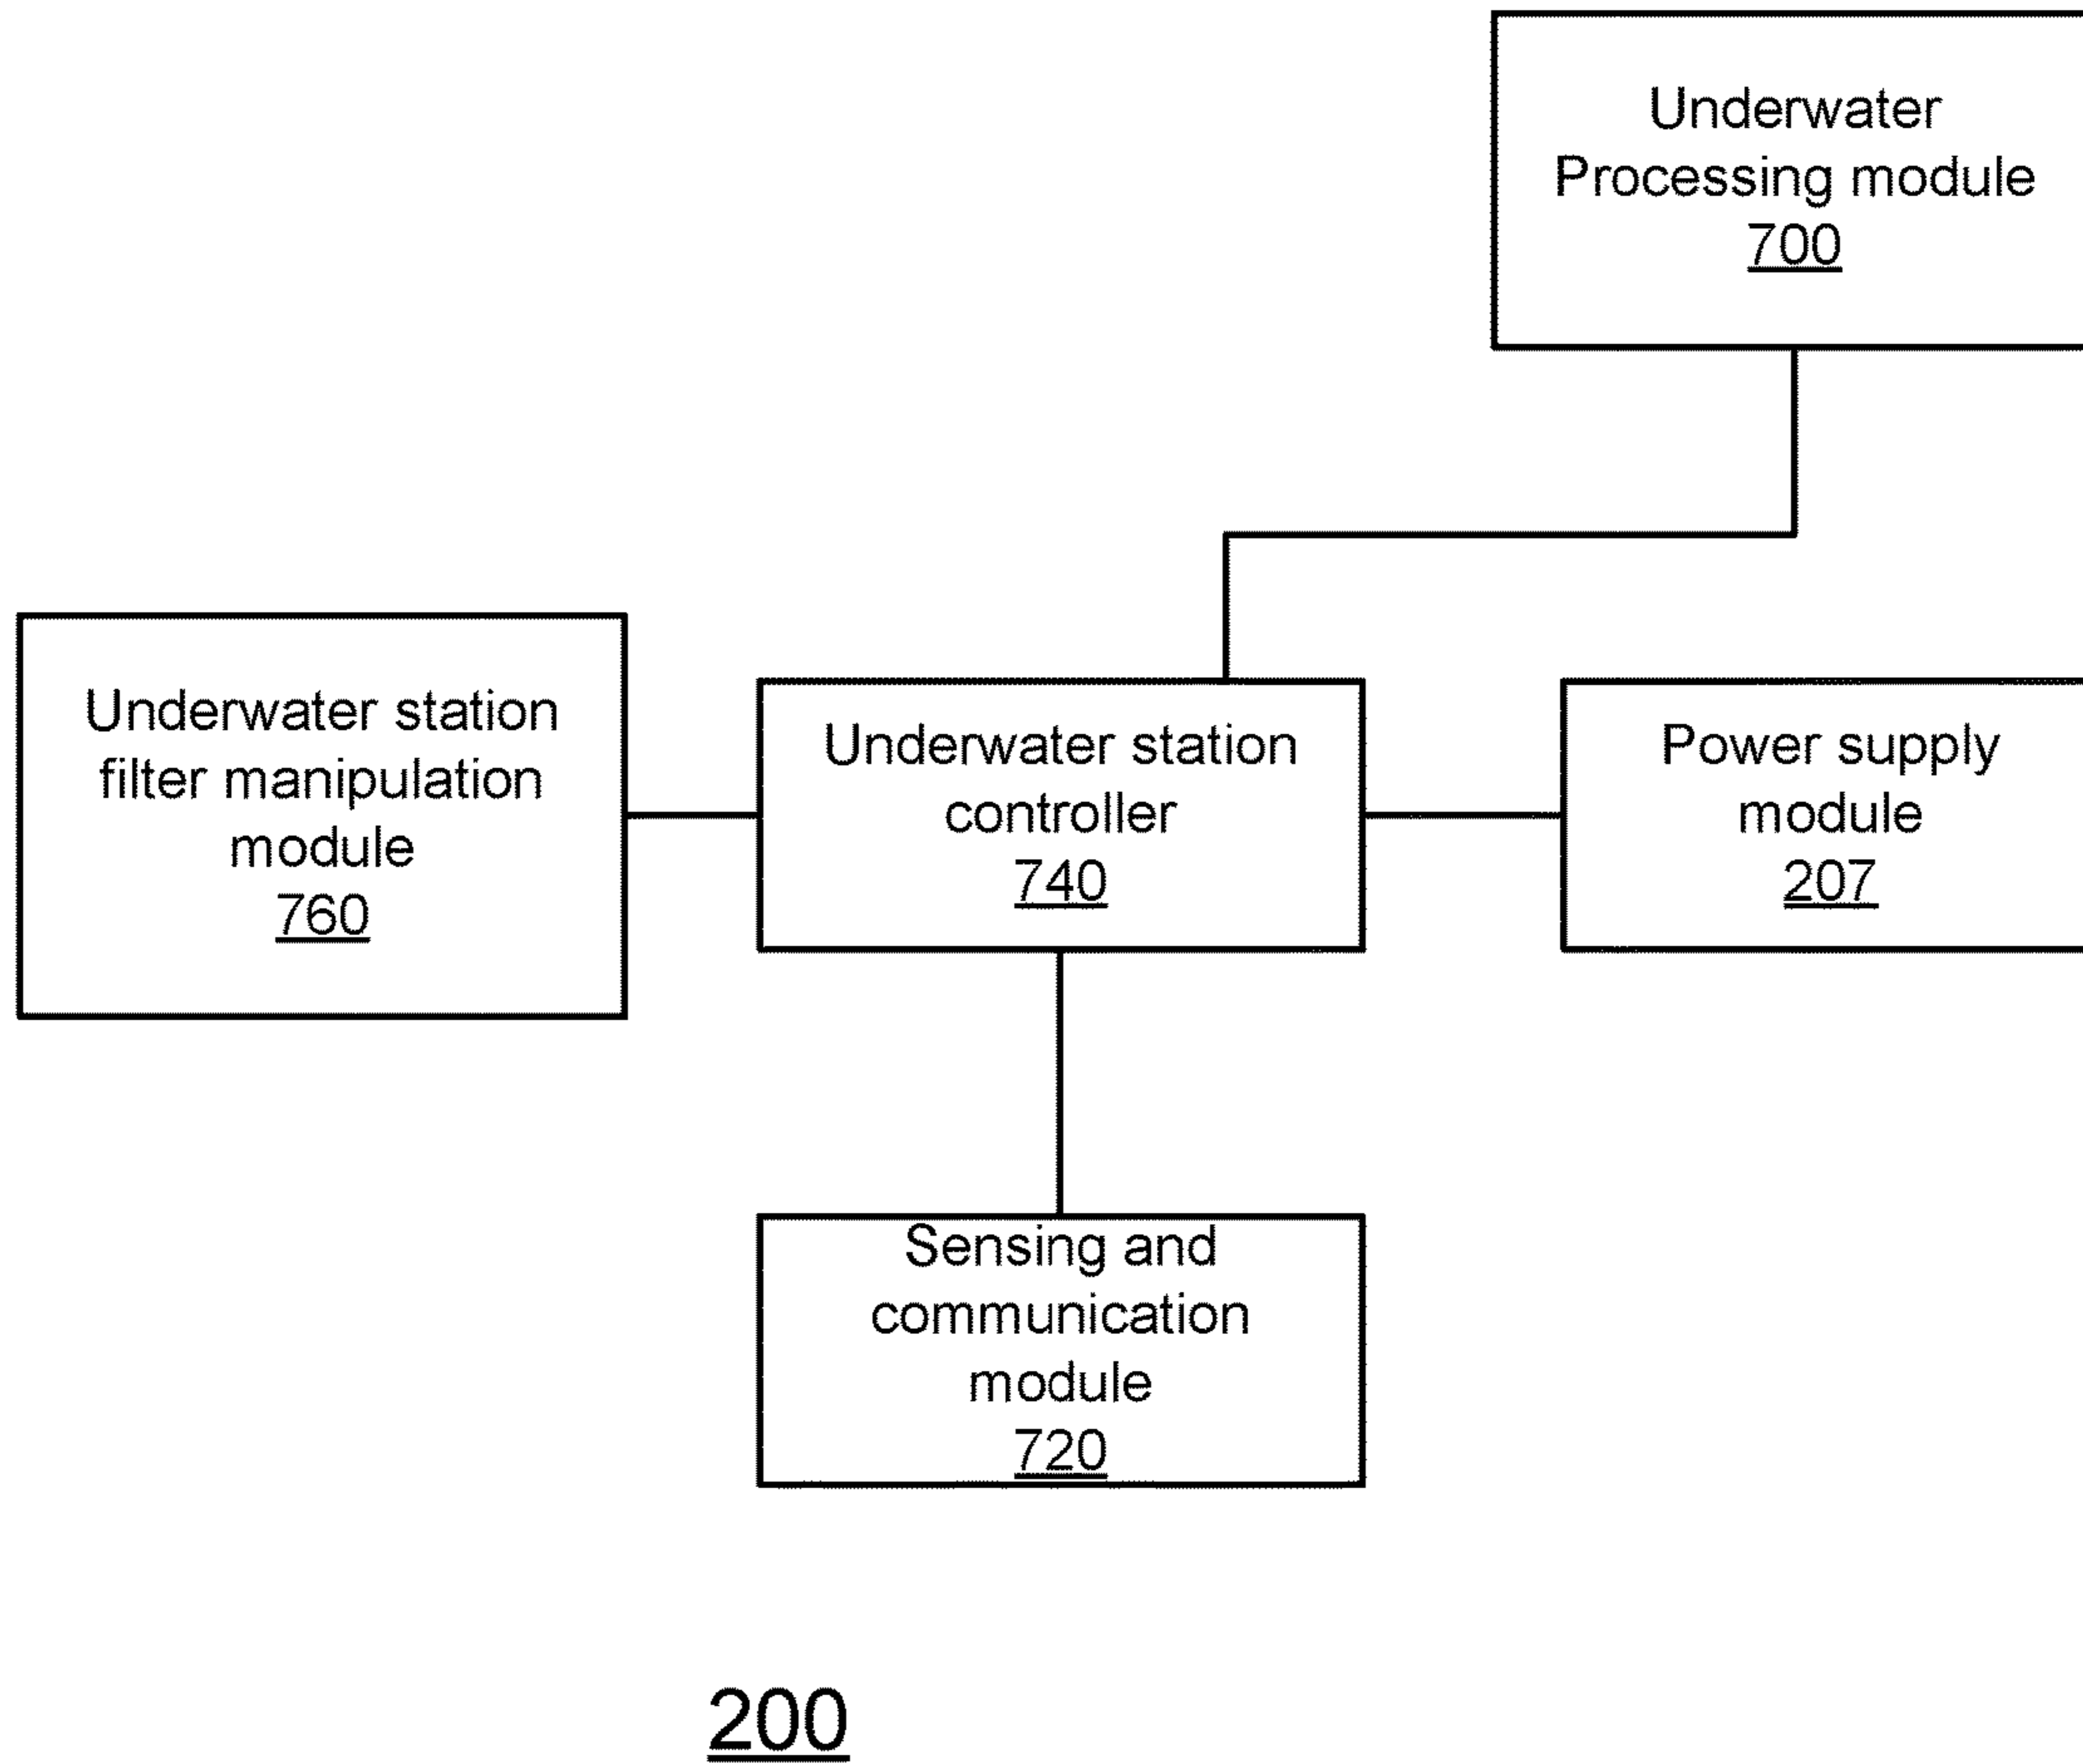 Underwater
Processing module
700
Underwater station
filter manipulation
module
760
Underwater station
controller
740
Power supply
module
207
Sensing and
communication
module
720
200